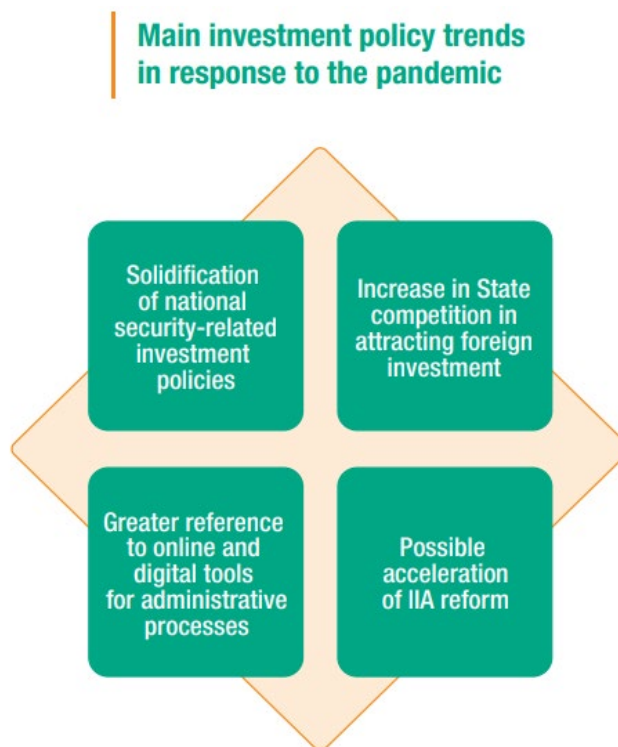 Main investment policy trends
in response to the pandemic
Solidification
of national
security-related
investment
policies
Increase in State
competition in
attracting foreign
investment
Greater reference
to online and
digital tools
for administrative
processes
Possible
acceleration
of IIA reform